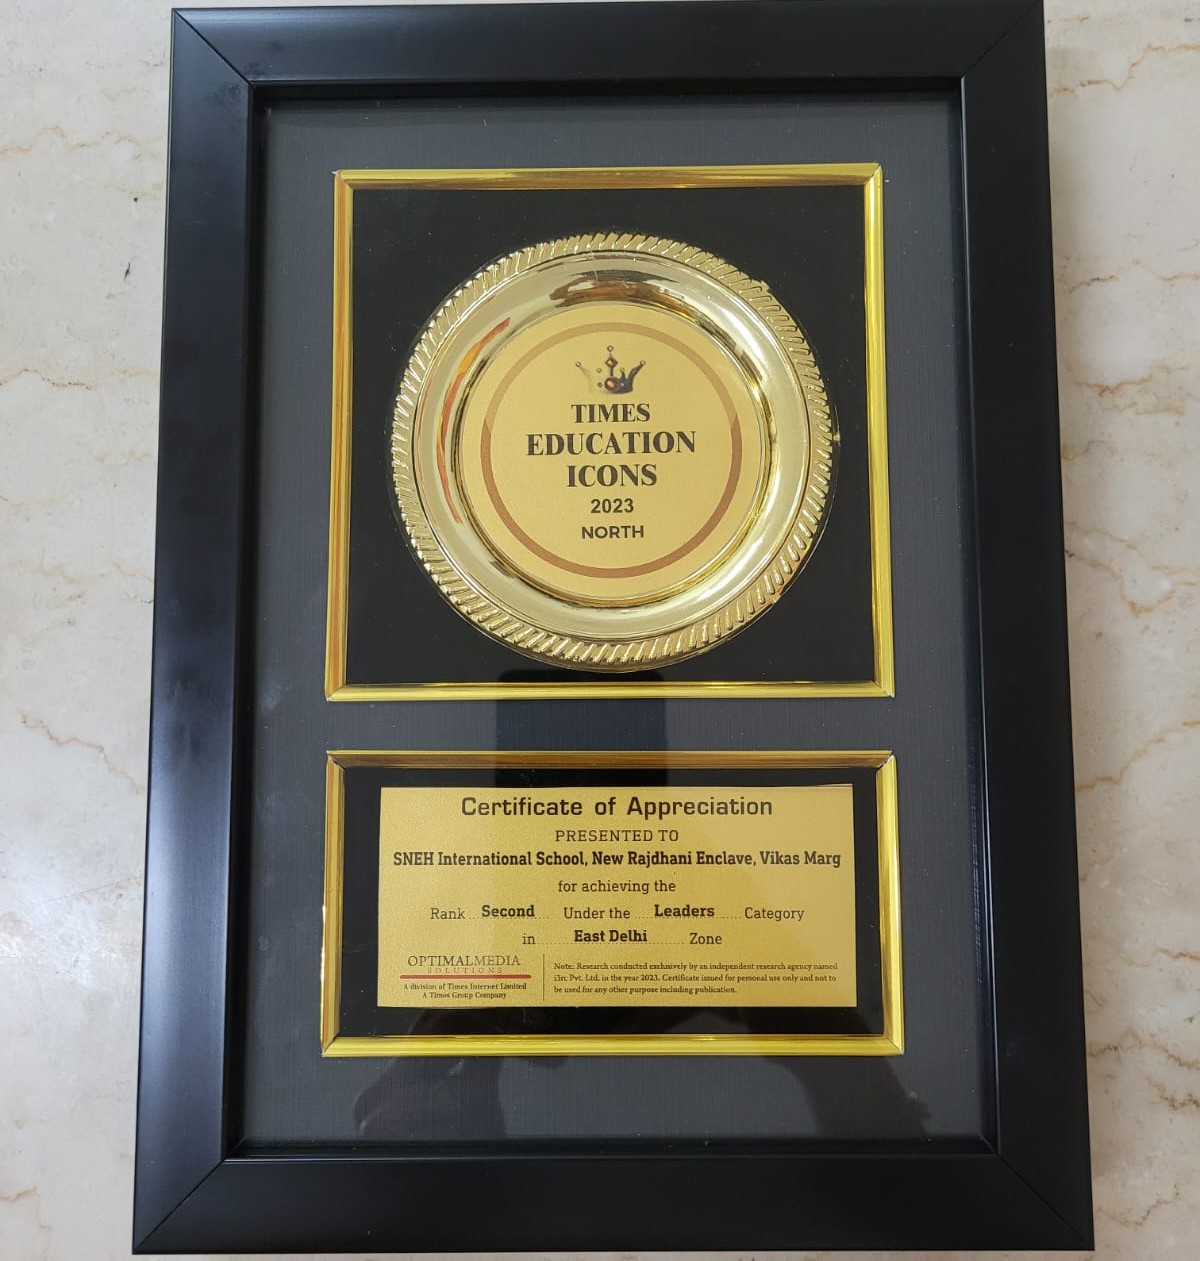 TIMES
EDUCATION
ICONS
2023
NORTH
Certificate of Appreciation
PRESENTED TO
SNEH International School, New Rajdhani Enclave, Vikas Marg
for achieving the
Rank Second Under the Leaders Category
in East Delhi Zone
OPTIMALMEDIA
SOLUTIONS
A division of Times Internet Limited
A Times Group Company
Note: Research conducted exclusively by an independent research agency named
i3rc Pvt. Ltd. in the year 2023. Certificate issued for personal use only and not to
be used for any other purpose including publication.